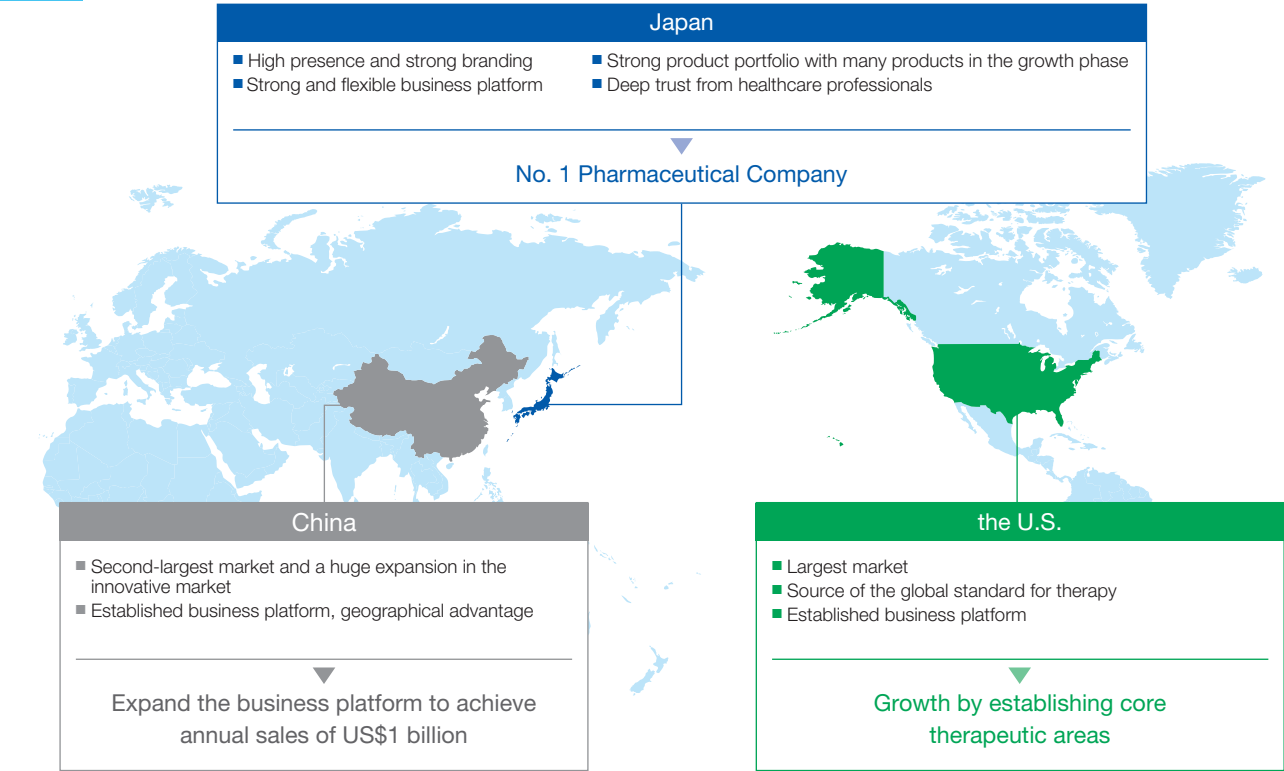 Japan
■ High presence and strong branding
■ Strong and flexible business platform
■ Strong product portfolio with many products in the growth phase
■ Deep trust from healthcare professionals
No. 1 Pharmaceutical Company
China
■ Second-largest market and a huge expansion in the
innovative market
■ Established business platform, geographical advantage
Expand the business platform to achieve
annual sales of US$1 billion
the U.S.
■ Largest market
■ Source of the global standard for therapy
■ Established business platform
Growth by establishing core
therapeutic areas